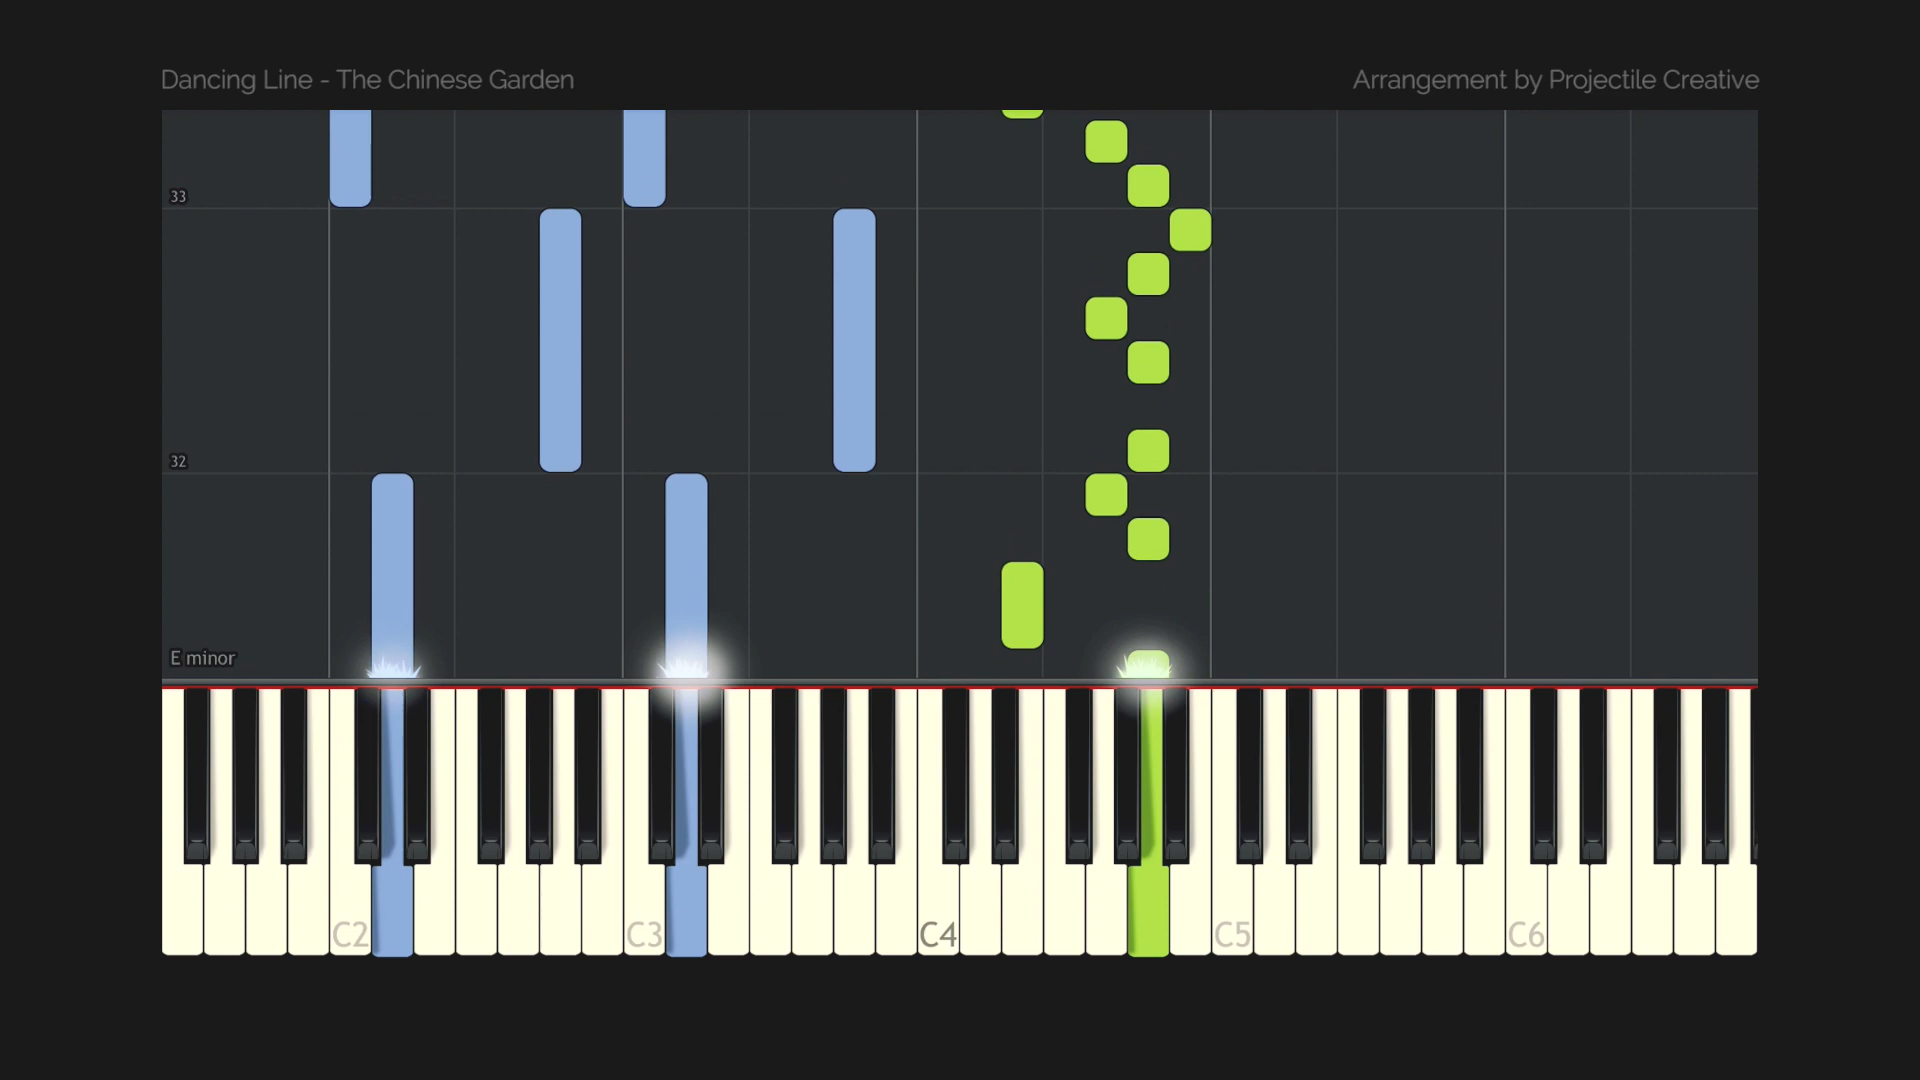 Dancing Line - The Chinese Garden
Arrangement by Projectile Creative
33
32
E minor
C2
C3
C4
C5
C6